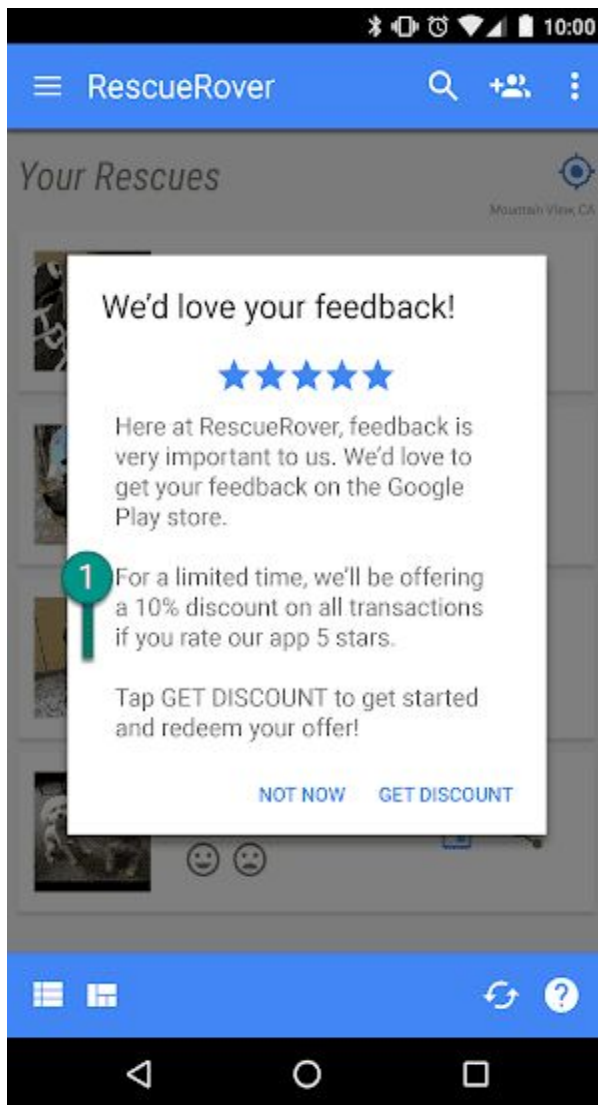 10:00
RescueRover
Your Rescues
Mountain View, CA
We'd love your feedback!
Here at RescueRover, feedback is
very important to us. We'd love to
get your feedback on the Google
Play store.
1
For a limited time, we'll be offering
a 10% discount on all transactions
if you rate our app 5 stars.
Tap GET DISCOUNT to get started
and redeem your offer!
NOT NOW GET DISCOUNT